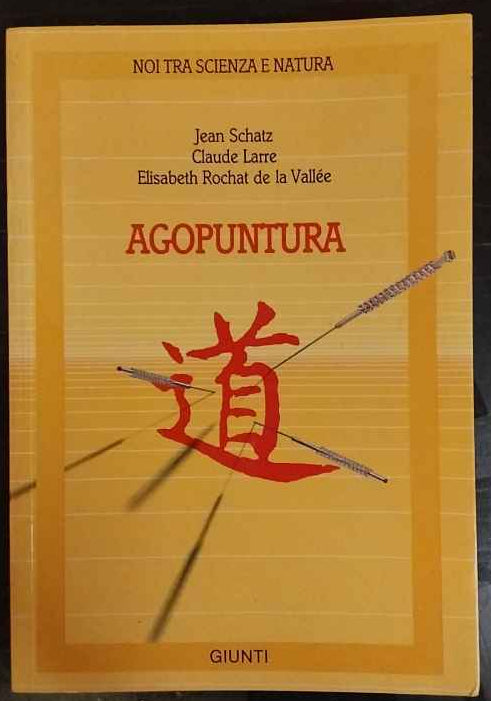 NOI TRA SCIENZA E NATURA
Jean Schatz
Claude Larre
Elisabeth Rochat de la Vallée
AGOPUNTURA
道
GIUNTI